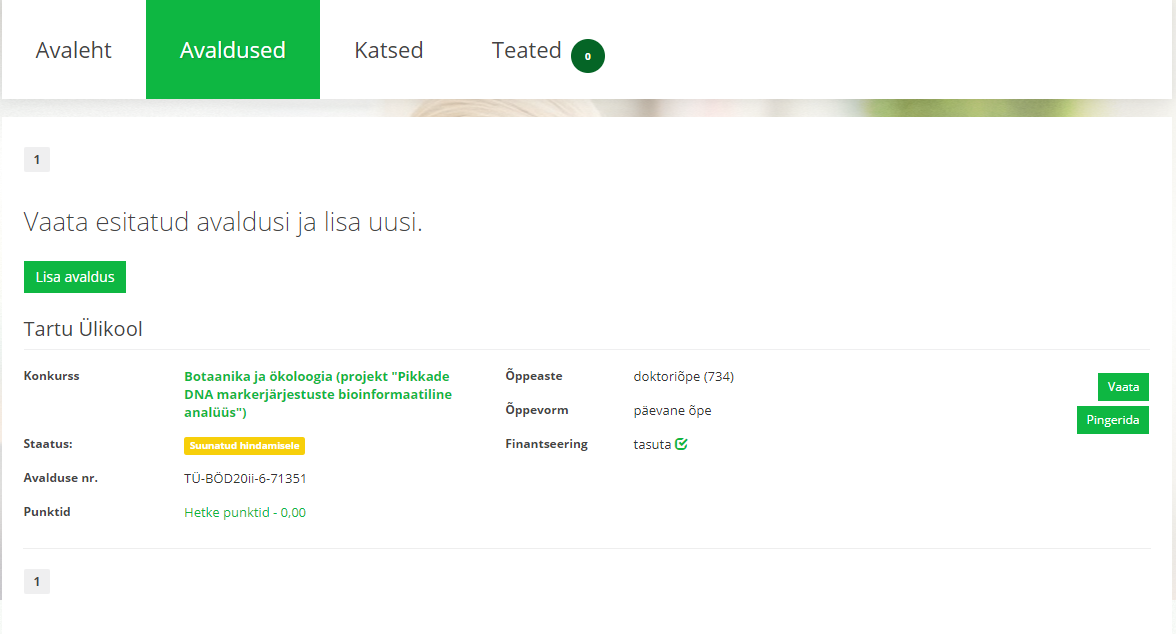 Avaleht Avaldused Katsed Teated 0
1
Vaata esitatud avaldusi ja lisa uusi.
Lisa avaldus
Tartu Ülikool
Konkurss
Botaanika ja ökoloogia (projekt "Pikkade
DNA markerjärjestuste bioinformaatiline
analüüs")
Staatus:
Suunatud hindamisele
Avalduse nr.
TÜ-BÖD20ii-6-71351
Punktid
Hetke punktid - 0,00
Õppeaste
doktoriõpe (734)
Õppevorm
päevane õpe
Finantseering
tasuta
Vaata
Pingerida
1